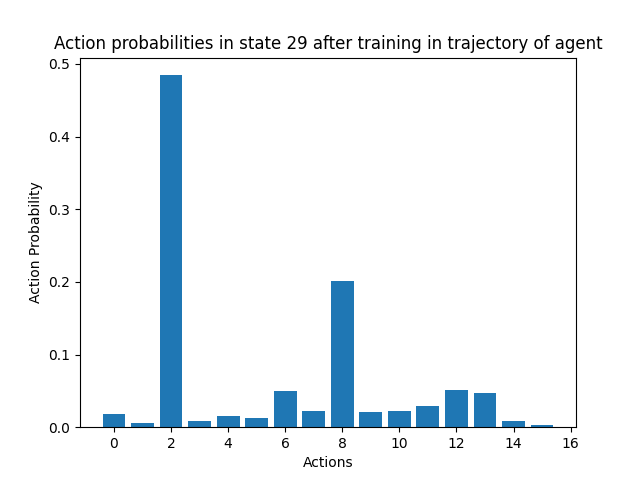 Action probabilities in state 29 after training in trajectory of agent
0.5
0.4
0.3
0.2
0.1
0.0
Action Probability
0 2 4 6 8 10 12 14 16
Actions